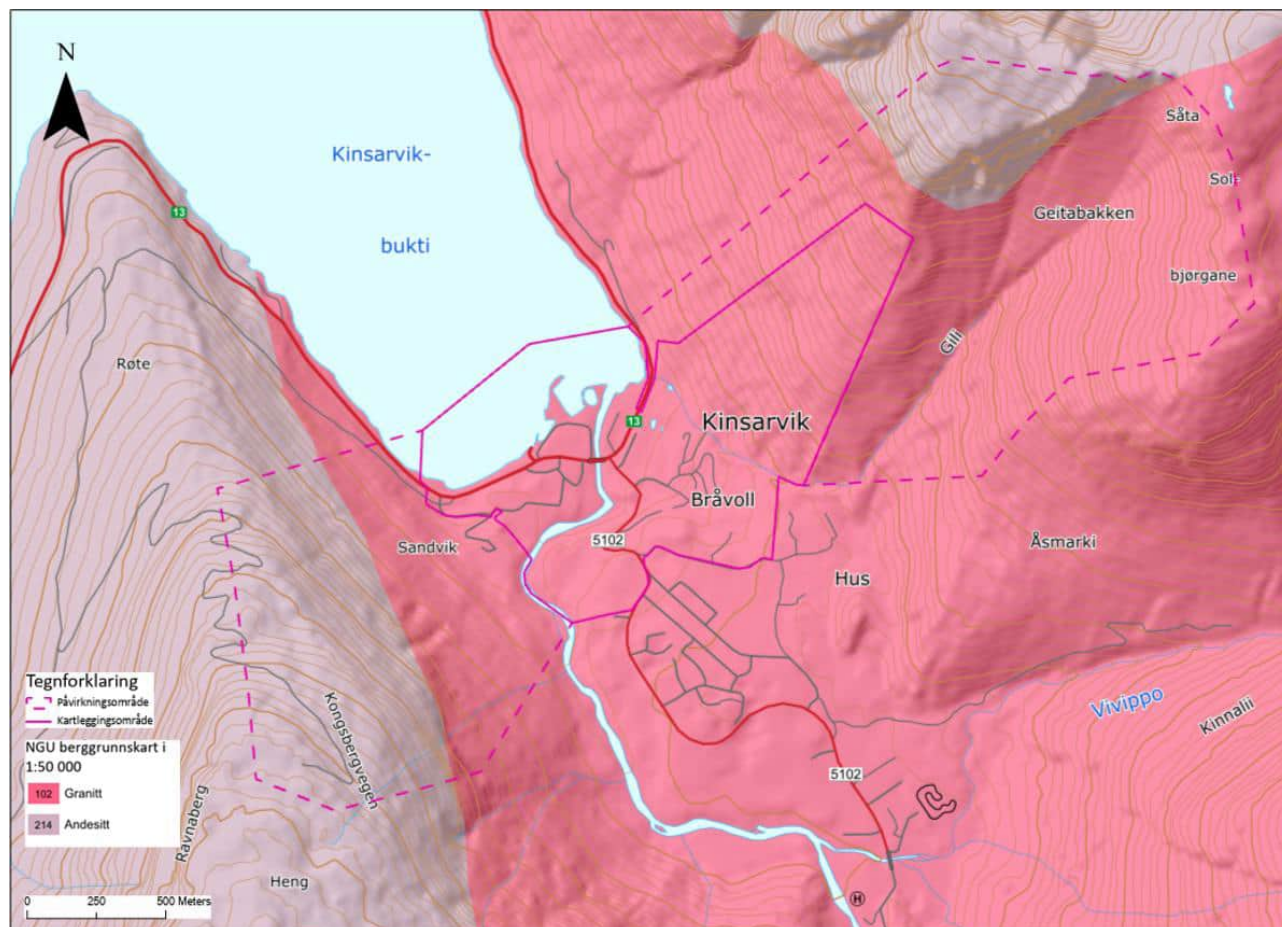 N
Kinsarvik-
bukti
13
Såta
Sol-
Geitabakken
bjørgane
Røte
Gili
13
Kinsarvik
Bråvoll
5102
Sandvik
Åsmarki
Hus
Vivippo
Kinnalii
Kongsbergvegen
Ravnaberg
Heng
5102
H
Tegnforklaring
Påvirkningsområde
Kartleggingsområde
NGU berggrunnskart i
1:50 000
102 Granitt
214 Andesitt
0 250 500 Meters